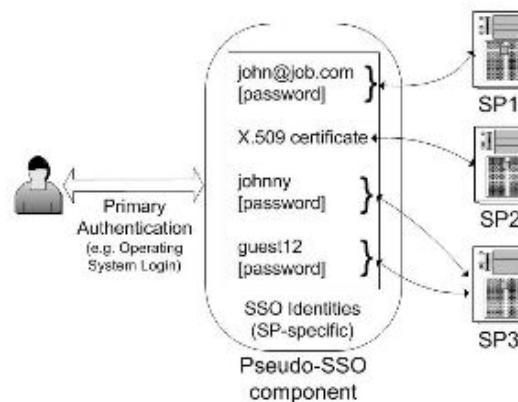 john@job.com
[password]
SP1
X.509 certificate
SP2
johnny
[password]
guest12
[password]
SP3
Primary
Authentication
(e.g. Operating
System Login)
SSO Identities
(SP-specific)
Pseudo-SSO
component